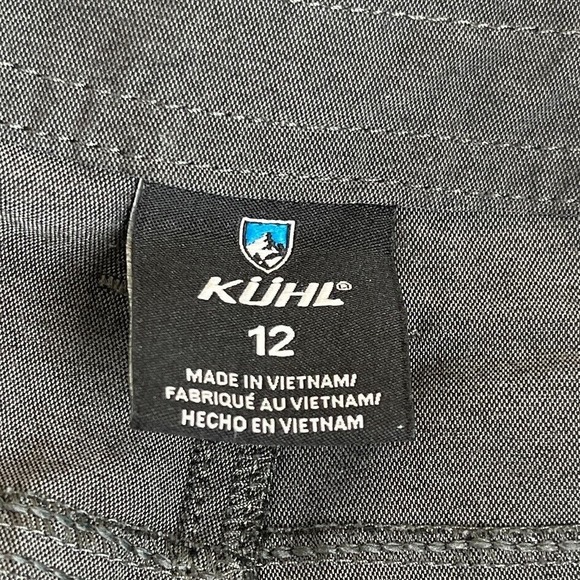 KÜHL®
12
MADE IN VIETNAM/
FABRIQUÉ AU VIETNAM/
HECHO EN VIETNAM